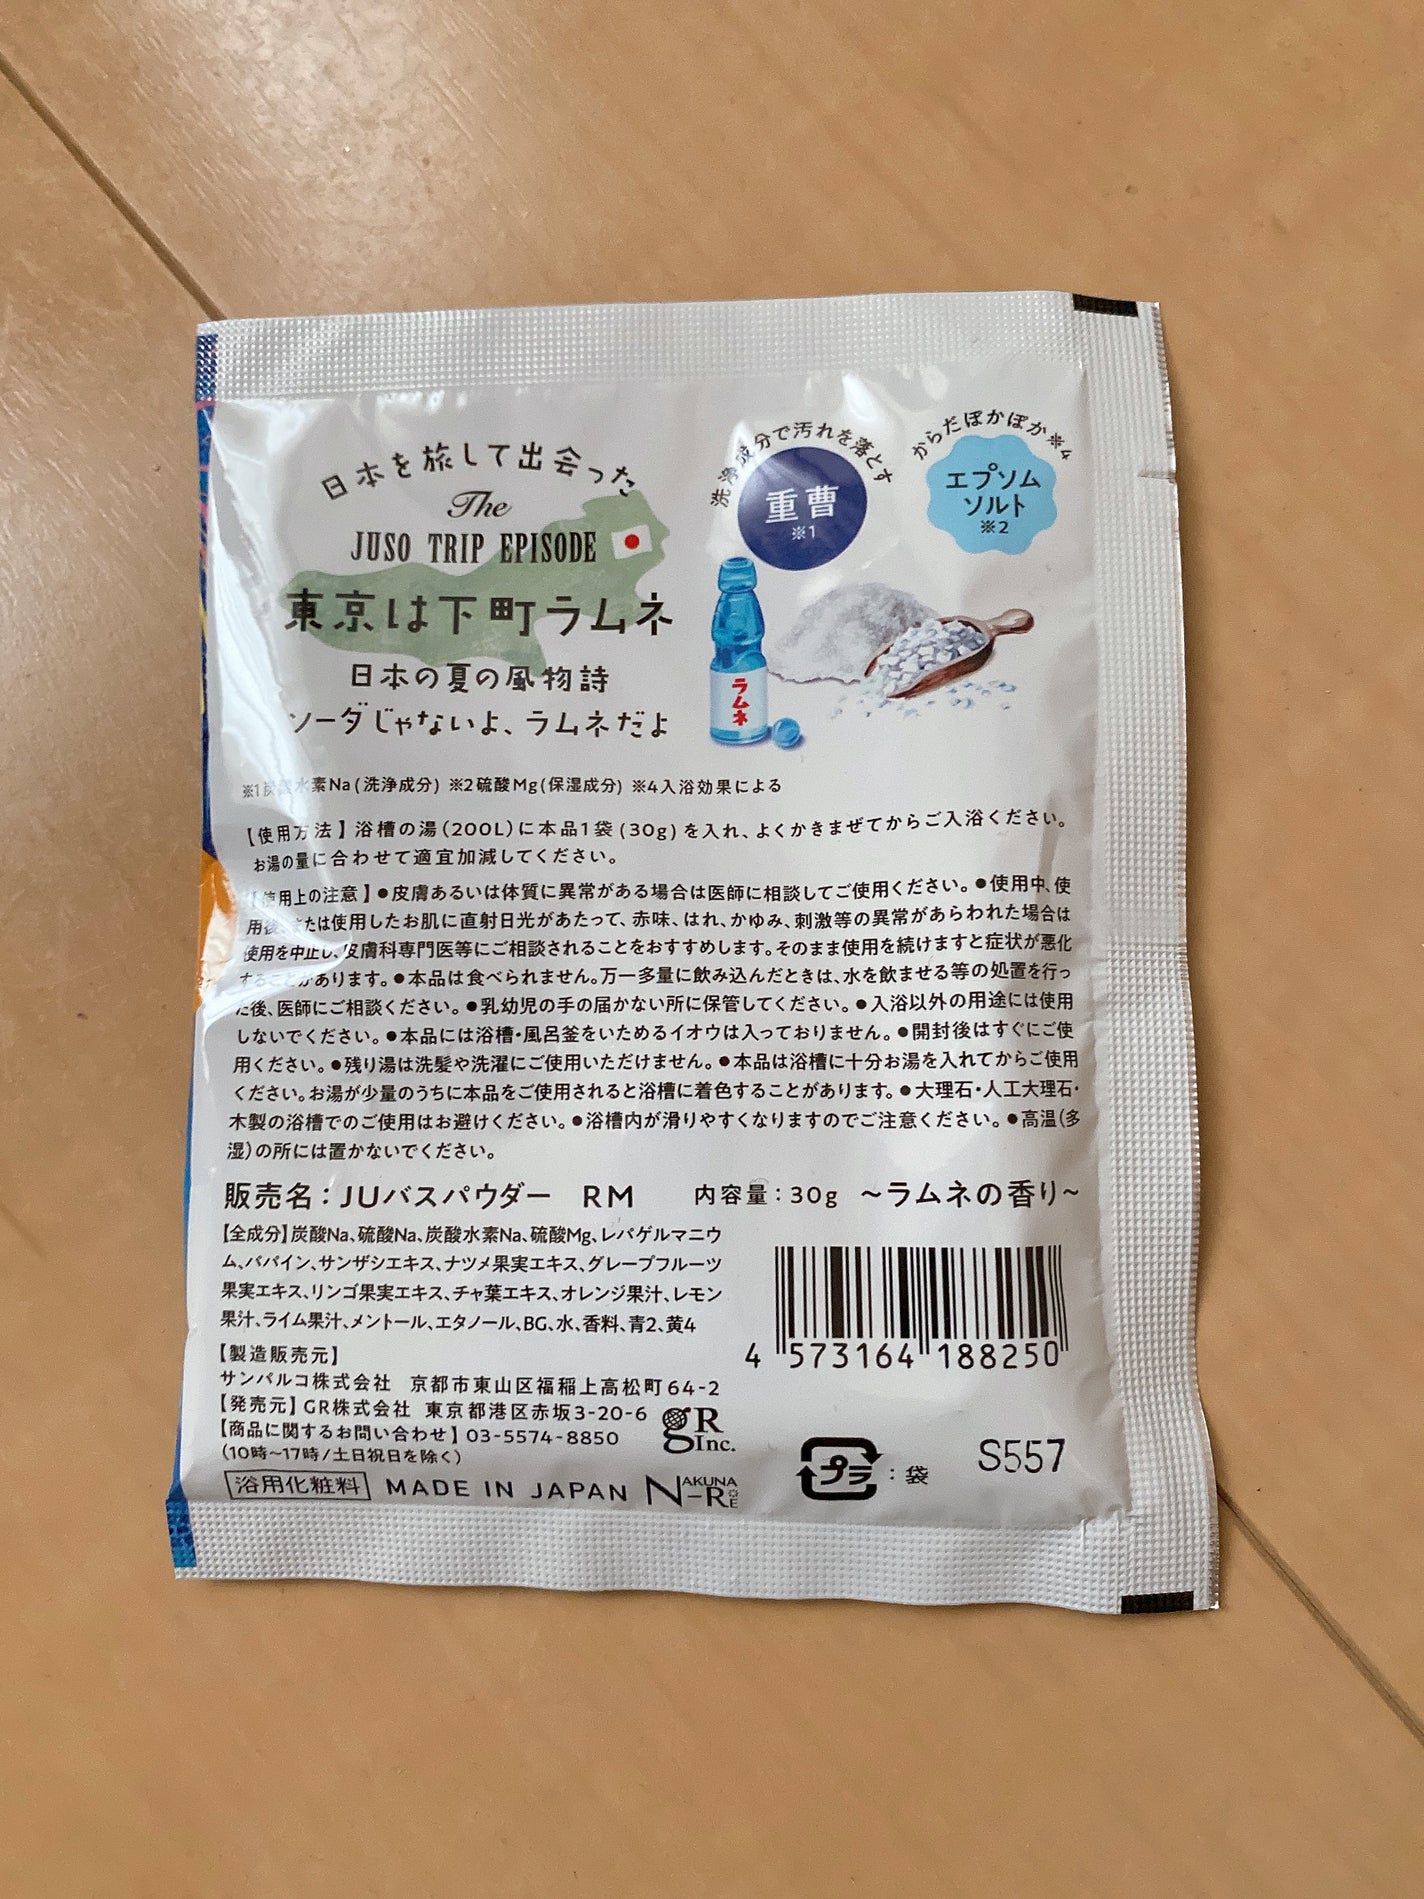 日本を旅して出会った
The
JUSO TRIP EPISODE
東京は下町ラムネ
日本の夏の風物詩
ソーダじゃないよ、ラムネだよ
洗浄成分で汚れを落とす
重曹
※1
からだぽかぽか※4
エプソム
ソルト
※2
ラムネ
※1炭酸水素Na(洗浄成分) ※2硫酸Mg(保湿成分) ※4入浴効果による
【使用方法】浴槽の湯(200L)に本品1袋(30g)を入れ、よくかきまぜてからご入浴ください。
お湯の量に合わせて適宜加減してください。
【使用上の注意】●皮膚あるいは体質に異常がある場合は医師に相談してご使用ください。●使用中、使
用後、または使用したお肌に直射日光があたって、赤味、はれ、かゆみ、刺激等の異常があらわれた場合は
使用を中止し、皮膚科専門医等にご相談されることをおすすめします。そのまま使用を続けますと症状が悪化
することがあります。●本品は食べられません。万一多量に飲み込んだときは、水を飲ませる等の処置を行っ
た後、医師にご相談ください。●乳幼児の手の届かない所に保管してください。●入浴以外の用途には使用
しないでください。●本品には浴槽・風呂釜をいためるイオウは入っておりません。●開封後はすぐにご使
用ください。●残り湯は洗髪や洗濯にご使用いただけません。●本品は浴槽に十分お湯を入れてからご使用
ください。お湯が少量のうちに本品をご使用されると浴槽に着色することがあります。●大理石・人工大理石・
木製の浴槽でのご使用はお避けください。●浴槽内が滑りやすくなりますのでご注意ください。●高温(多
湿)の所には置かないでください。
販売名：JUバスパウダー RM 内容量：30g ～ラムネの香り～
【全成分】炭酸Na、硫酸Na、炭酸水素Na、硫酸Mg、レパゲルマニウ
ム、パパイン、サンザシエキス、ナツメ果実エキス、グレープフルーツ
果実エキス、リンゴ果実エキス、チャ葉エキス、オレンジ果汁、レモン
果汁、ライム果汁、メントール、エタノール、BG、水、香料、青2、黄4
4 573164 188250
【製造販売元】
サンパルコ株式会社 京都市東山区福稲上高松町64-2
【発売元】GR株式会社 東京都港区赤坂3-20-6
【商品に関するお問い合わせ】03-5574-8850
(10時～17時/土日祝日を除く)
gR Inc.
浴用化粧料 MADE IN JAPAN NAKUNA-RE
プラ：袋
S557